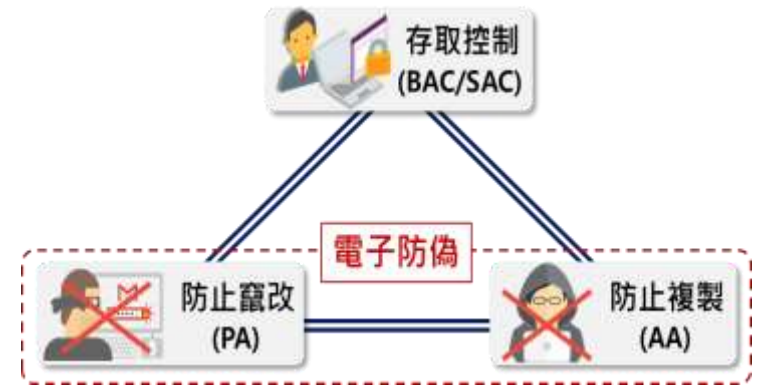 存取控制
(BAC/SAC)
電子防偽
防止竄改
(PA)
防止複製
(AA)